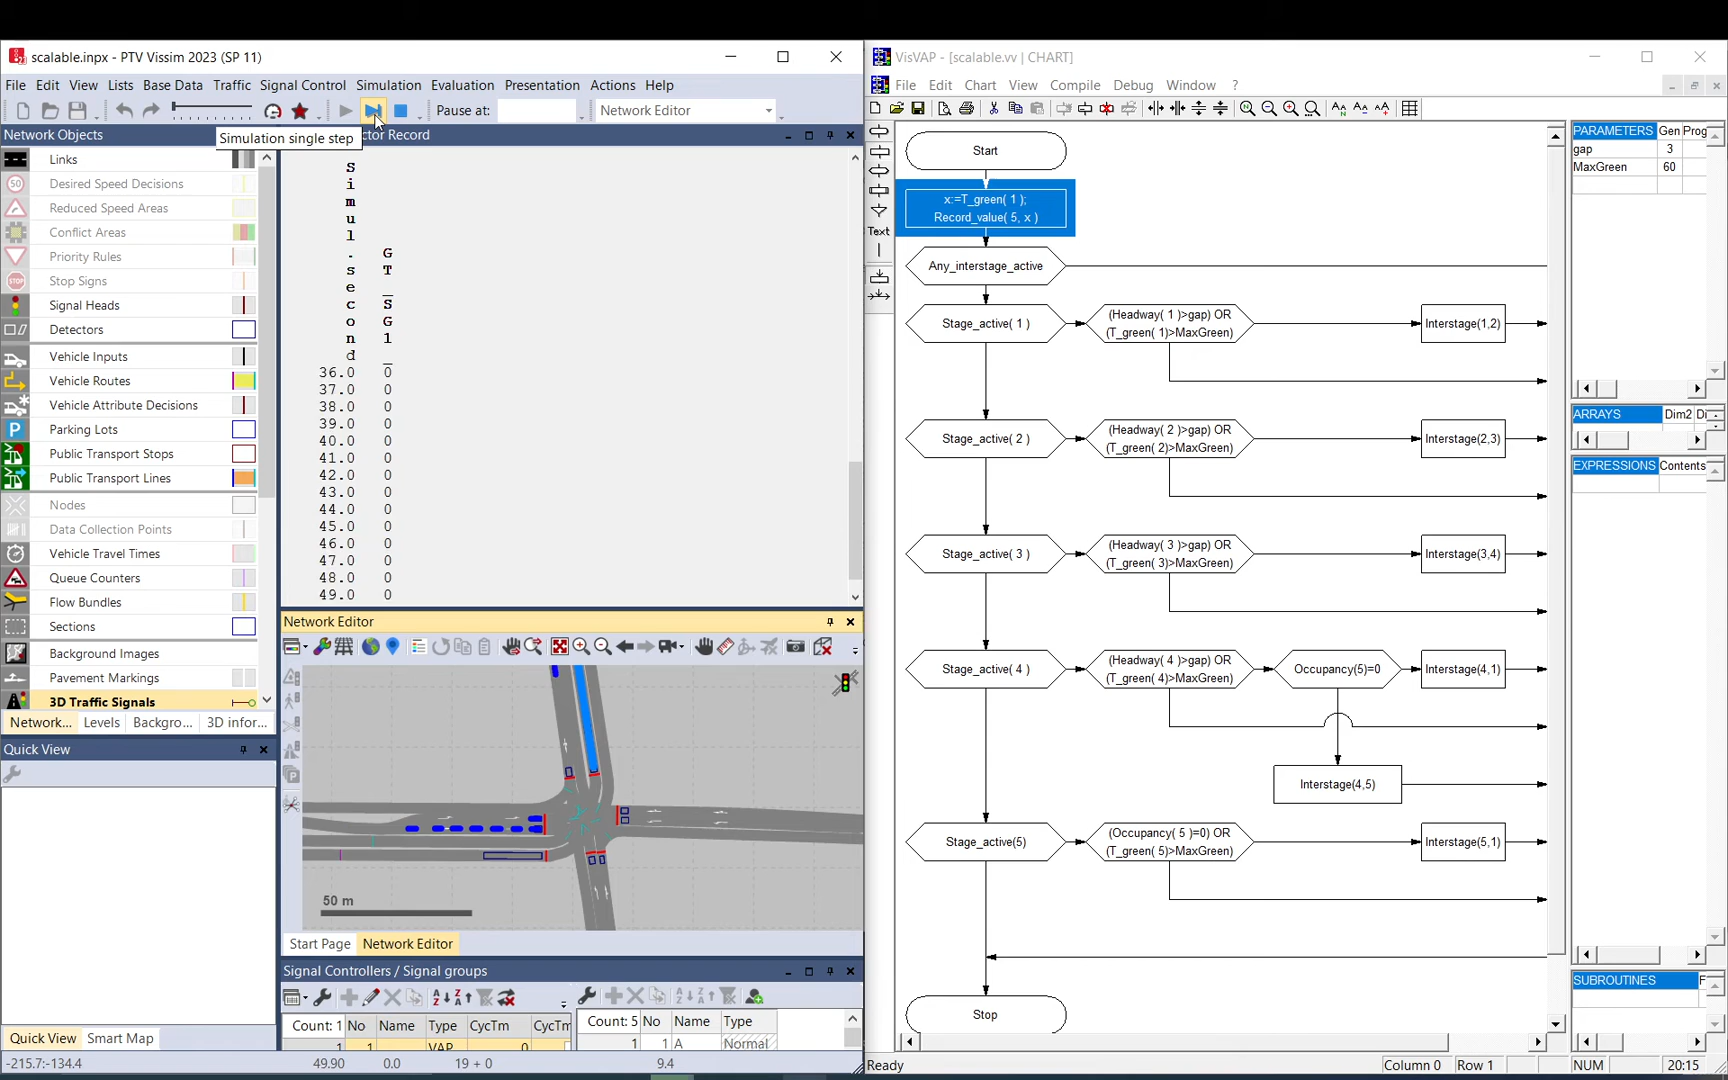 scalable.inpx - PTV Vissim 2023 (SP 11)
File Edit View Lists Base Data Traffic Signal Control Simulation Evaluation Presentation Actions Help
Pause at:
Network Editor
Network Objects
Simulation single step
ctor Record
Links
Desired Speed Decisions
Reduced Speed Areas
Conflict Areas
Priority Rules
Stop Signs
Signal Heads
Detectors
Vehicle Inputs
Vehicle Routes
Vehicle Attribute Decisions
Parking Lots
Public Transport Stops
Public Transport Lines
Nodes
Data Collection Points
Vehicle Travel Times
Queue Counters
Flow Bundles
Sections
Background Images
Pavement Markings
3D Traffic Signals
Network... Levels Backgro... 3D infor...
Quick View
Quick View Smart Map
-215.7:-134.4
49.90
0.0
19 + 0
9.4
Simul.second
GT_SG1_
36.0 0
37.0 0
38.0 0
39.0 0
40.0 0
41.0 0
42.0 0
43.0 0
44.0 0
45.0 0
46.0 0
47.0 0
48.0 0
49.0 0
Network Editor
50 m
Start Page Network Editor
Signal Controllers / Signal groups
Count: 1 No Name Type CycTm CycTm
1 1 VAP 0
Count: 5 No Name Type
1 1 A Normal
VisVAP - [scalable.vv | CHART]
File Edit Chart View Compile Debug Window ?
Text
Start
x:=T_green( 1 );
Record_value( 5, x )
Any_interstage_active
Stage_active( 1 )
(Headway( 1 )>gap) OR
(T_green( 1)>MaxGreen)
Interstage(1,2)
Stage_active( 2 )
(Headway( 2 )>gap) OR
(T_green( 2)>MaxGreen)
Interstage(2,3)
Stage_active( 3 )
(Headway( 3 )>gap) OR
(T_green( 3)>MaxGreen)
Interstage(3,4)
Stage_active( 4 )
(Headway( 4 )>gap) OR
(T_green( 4)>MaxGreen)
Occupancy(5)=0
Interstage(4,1)
Interstage(4,5)
Stage_active(5)
(Occupancy( 5 )=0) OR
(T_green( 5)>MaxGreen)
Interstage(5,1)
Stop
PARAMETERS Gen Prog
gap 3
MaxGreen 60
ARRAYS Dim2 Di
EXPRESSIONS Contents
SUBROUTINES F
Ready
Column 0 Row 1
NUM
20:15